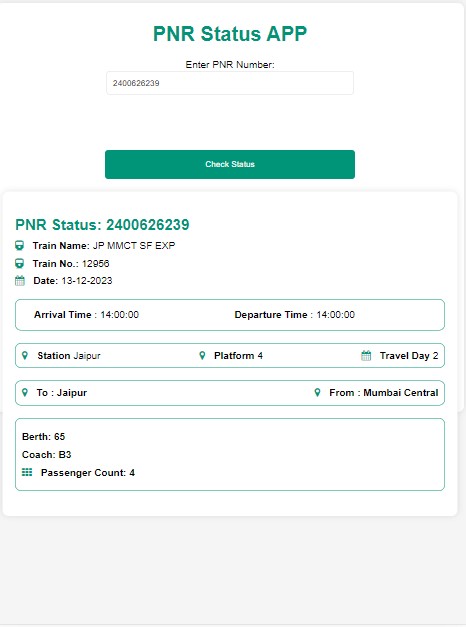 PNR Status APP
Enter PNR Number:
2400626239
Check Status
PNR Status: 2400626239
Train Name: JP MMCT SF EXP
Train No.: 12956
Date: 13-12-2023
Arrival Time : 14:00:00 Departure Time : 14:00:00
Station Jaipur Platform 4 Travel Day 2
To : Jaipur From : Mumbai Central
Berth: 65
Coach: B3
Passenger Count: 4